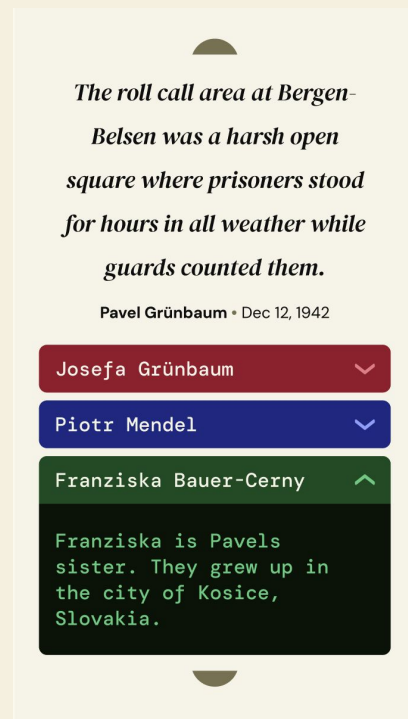 The roll call area at Bergen-
Belsen was a harsh open
square where prisoners stood
for hours in all weather while
guards counted them.
Pavel Grünbaum • Dec 12, 1942
Josefa Grünbaum
Piotr Mendel
Franziska Bauer-Cerny
Franziska is Pavels
sister. They grew up in
the city of Kosice,
Slovakia.